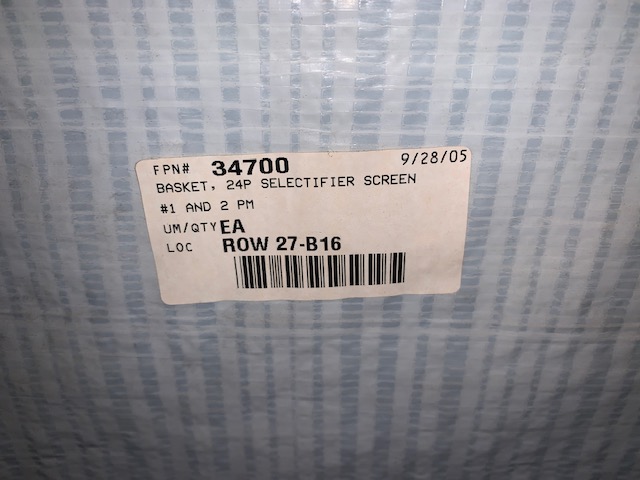 FPN# 34700 9/28/05
BASKET, 24P SELECTIFIER SCREEN
#1 AND 2 PM
UM/QTY EA
LOC ROW 27-B16